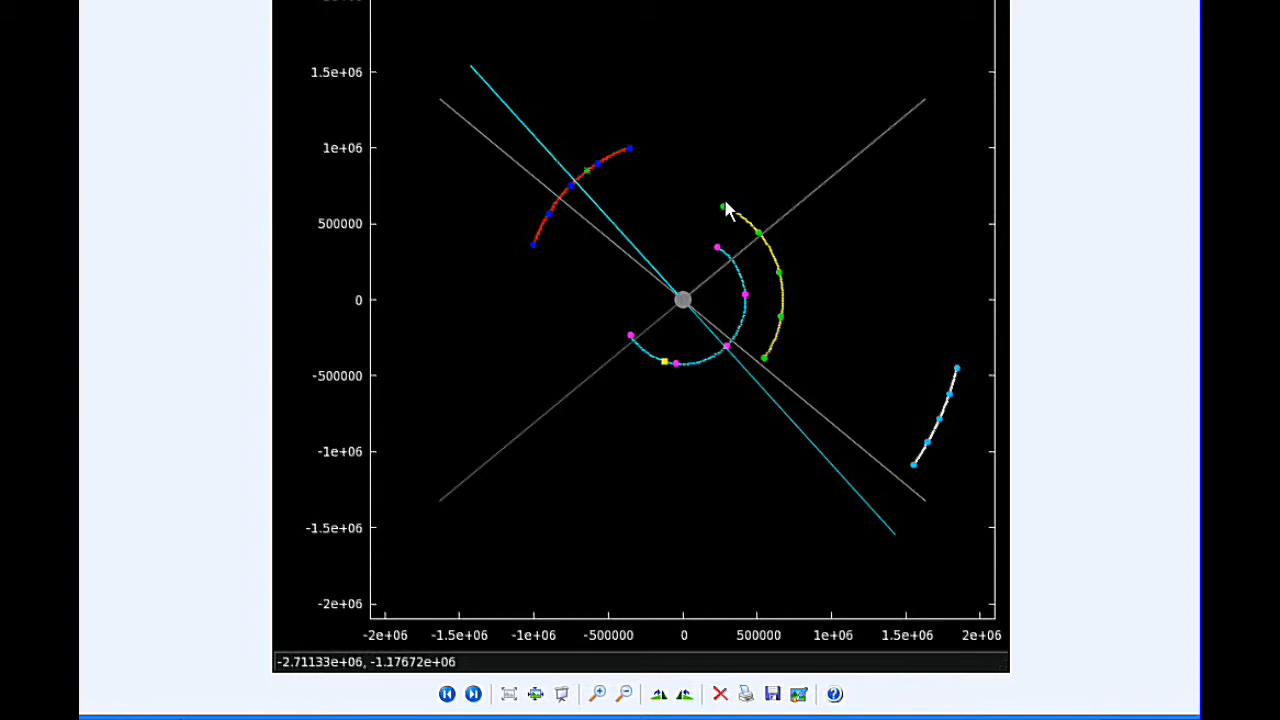 1.5e+06
1e+06
500000
0
-500000
-1e+06
-1.5e+06
-2e+06
-2e+06 -1.5e+06 -1e+06 -500000 0 500000 1e+06 1.5e+06 2e+06
-2.71133e+06, -1.17672e+06